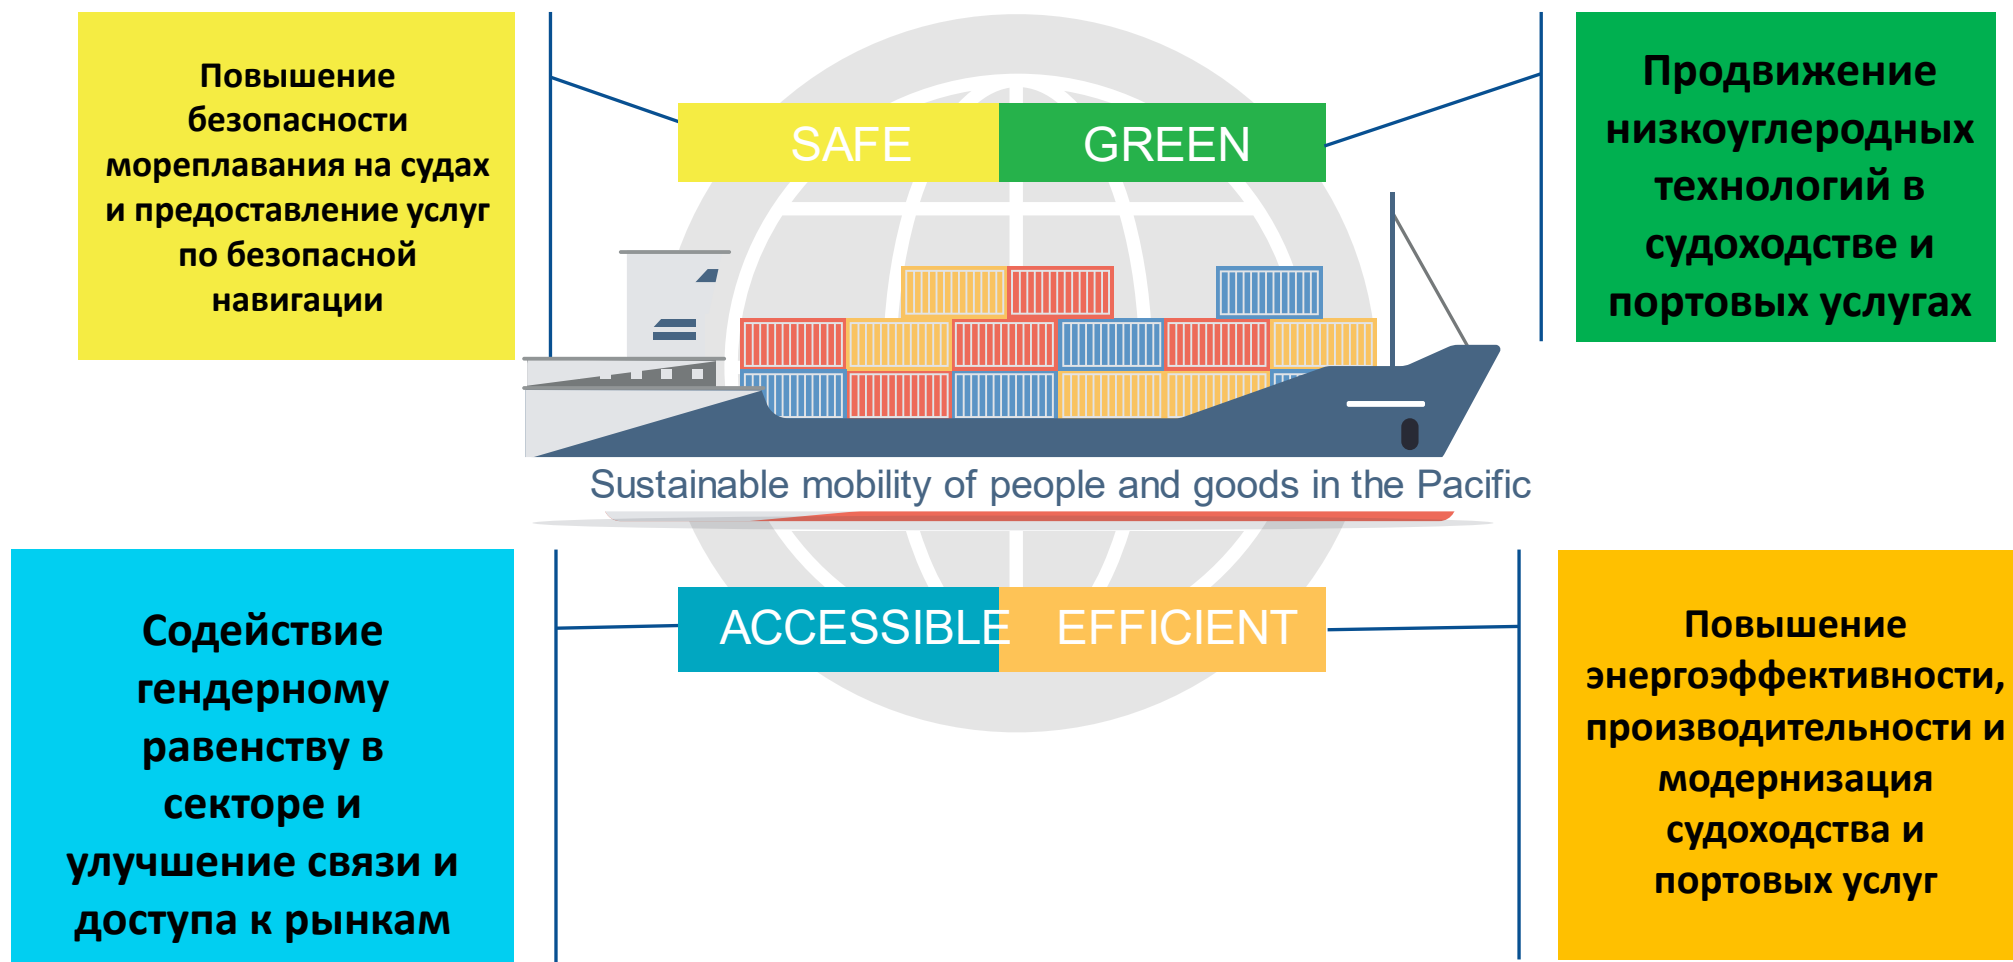 Повышение
безопасности
мореплавания на судах
и предоставление услуг
по безопасной
навигации
SAFE
GREEN
Продвижение
низкоуглеродных
технологий в
судоходстве и
портовых услугах
Sustainable mobility of people and goods in the Pacific
Содействие
гендерному
равенству в
секторе и
улучшение связи и
доступа к рынкам
ACCESSIBLE
EFFICIENT
Повышение
энергоэффективности,
производительности и
модернизация
судоходства и
портовых услуг